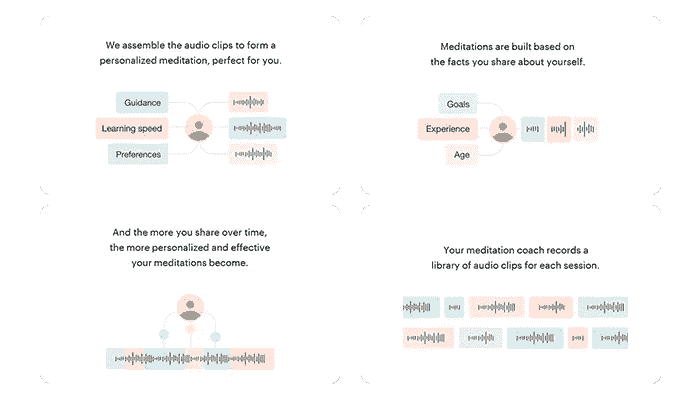 We assemble the audio clips to form a
personalized meditation, perfect for you.
Guidance
Learning speed
Preferences
Meditations are built based on
the facts you share about yourself.
Goals
Experience
Age
And the more you share over time,
the more personalized and effective
your meditations become.
Your meditation coach records a
library of audio clips for each session.